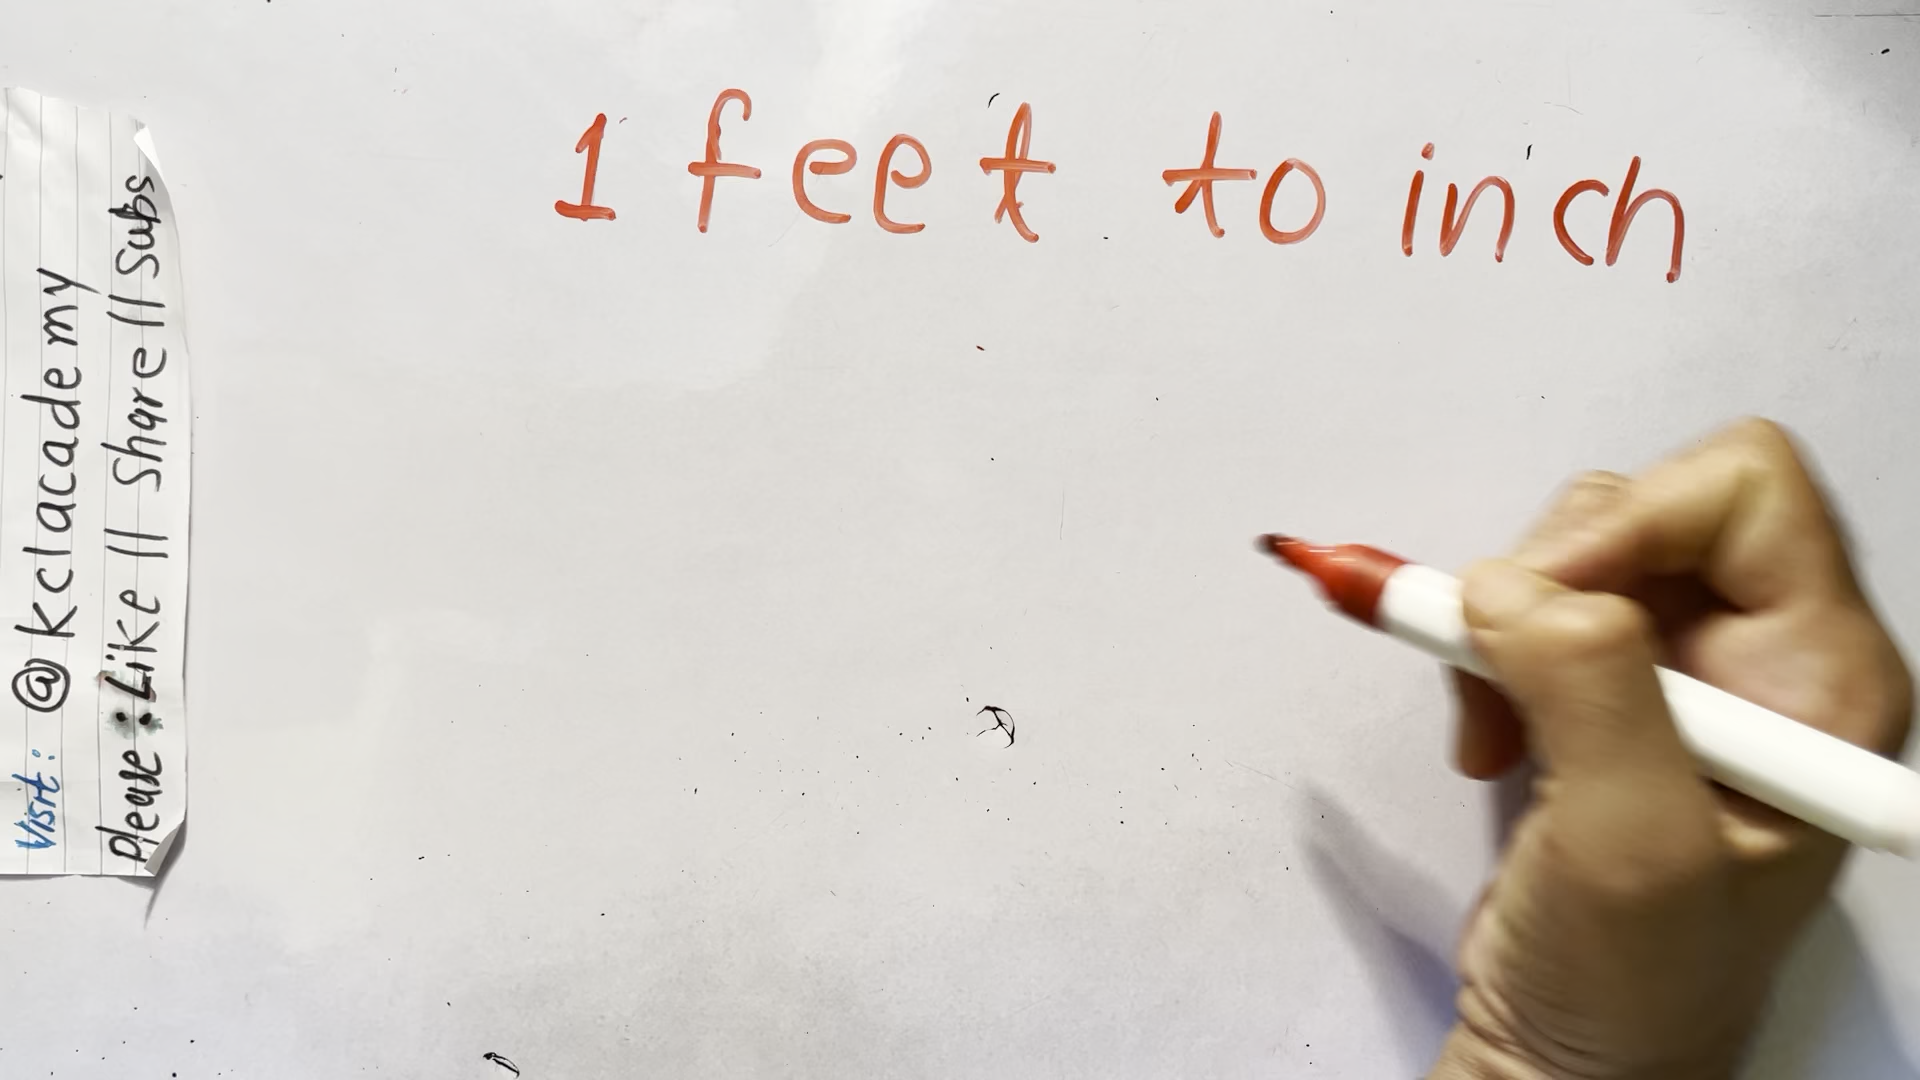 1 feet to inch
Visit: @kclacademy
Please: Like || Share || Subs